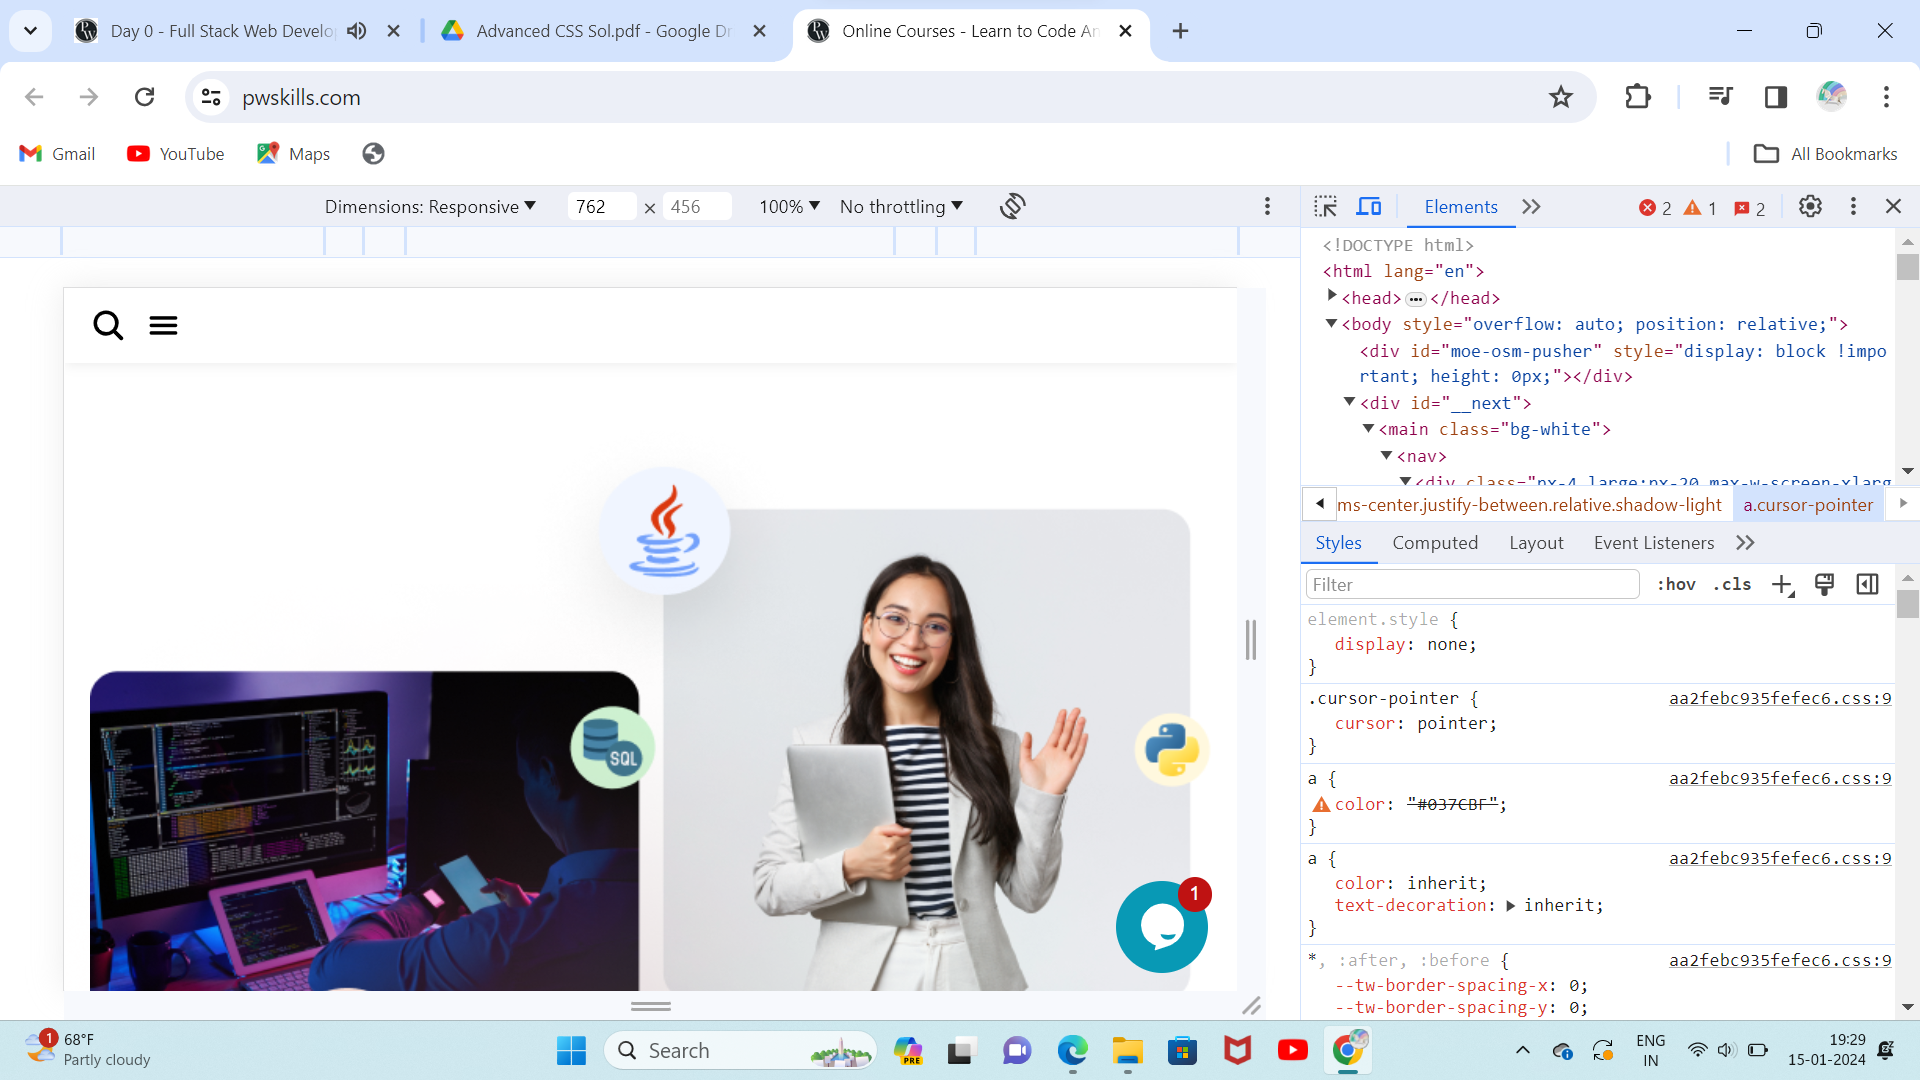 Day 0 - Full Stack Web Develo
Advanced CSS Sol.pdf - Google Dr
Online Courses - Learn to Code An
pwskills.com
Gmail
YouTube
Maps
All Bookmarks
Dimensions: Responsive
762 × 456
100%
No throttling
Elements
2
1
2
<!DOCTYPE html>
<html lang="en">
<head>
</head>
<body style="overflow: auto; position: relative;">
<div id="moe-osm-pusher" style="display: block !impo
rtant; height: 0px;"></div>
<div id="__next">
<main class="bg-white">
<nav>
<div class="px-4 large:px-20 max-w-screen-xlarg
ms-center.justify-between.relative.shadow-light
a.cursor-pointer
Styles
Computed
Layout
Event Listeners
Filter
:hov
.cls
element.style {
display: none;
}
.cursor-pointer {
aa2febc935fefec6.css:9
cursor: pointer;
}
a {
aa2febc935fefec6.css:9
color: "#037CBF";
}
a {
aa2febc935fefec6.css:9
color: inherit;
text-decoration: inherit;
}
*, :after, :before {
aa2febc935fefec6.css:9
--tw-border-spacing-x: 0;
--tw-border-spacing-y: 0;
SQL
1
1
68°F
Partly cloudy
Search
PRE
ENG
IN
19:29
15-01-2024